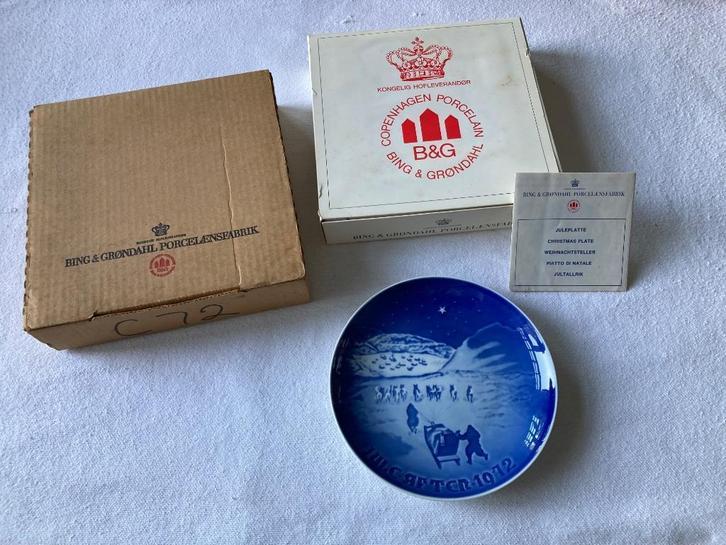 BING & GRØNDAHL PORCELÆNSFABRIK
C 72
KONGELIG HOFLEVERANDØR
COPENHAGEN PORCELAIN
B&G
BING & GRØNDAHL
BING & GRØNDAHL PORCELÆNSFABRIK
BING & GRØNDAHL PORCELÆNSFABRIK
JULEPLATTE
CHRISTMAS PLATE
WEIHNACHTSTELLER
PIATTO DI NATALE
JULTALLRIK
JULE AFTEN 1972